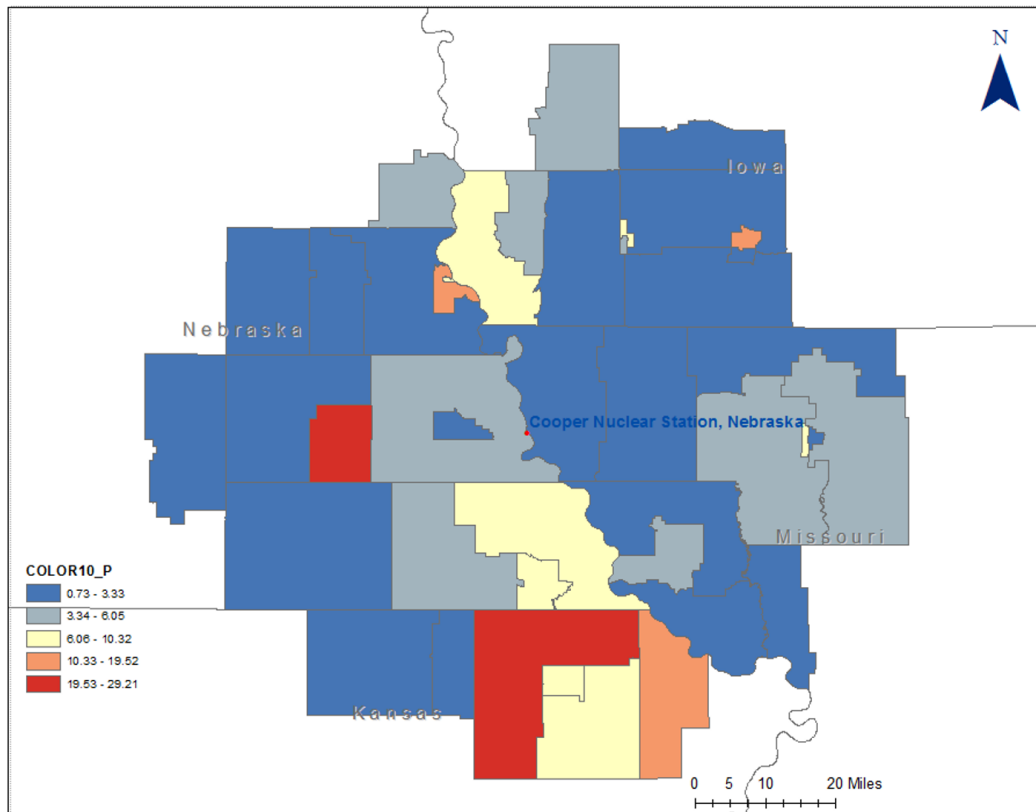 N
Iowa
Nebraska
Cooper Nuclear Station, Nebraska
Missouri
COLOR10_P
0.73 - 3.33
3.34 - 6.05
6.06 - 10.32
10.33 - 19.52
19.53 - 29.21
Kansas
0 5 10 20 Miles